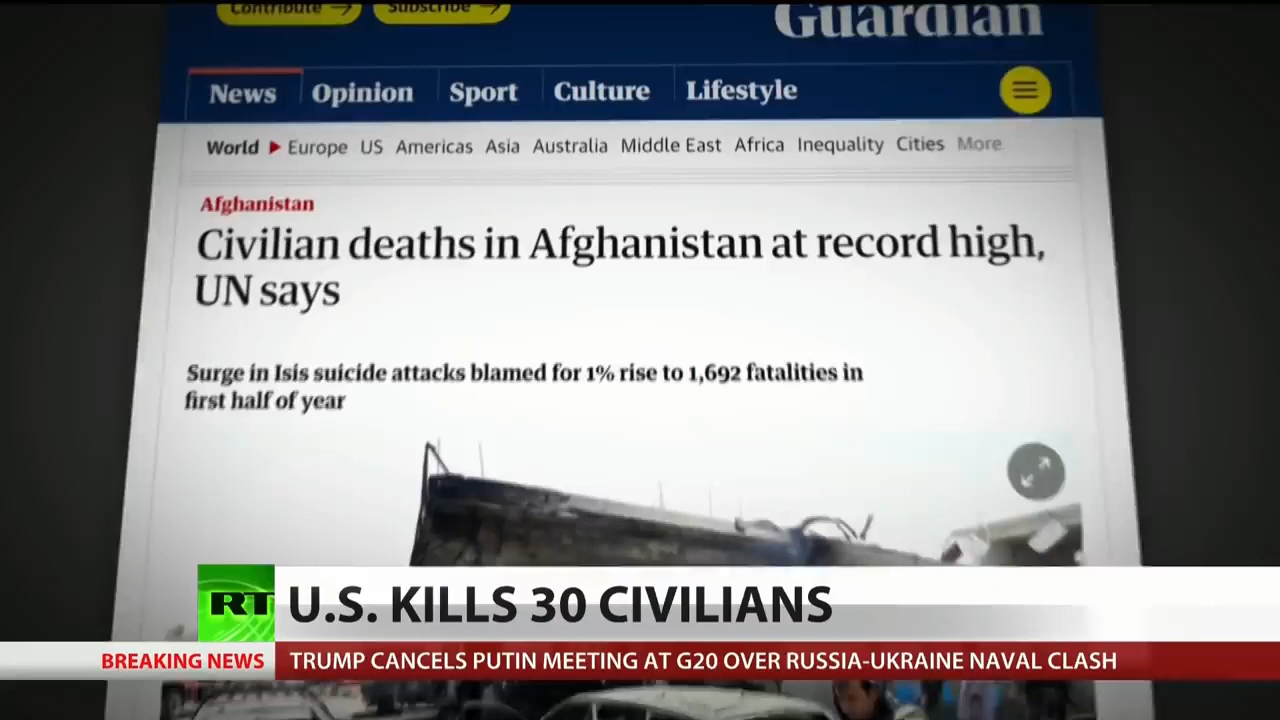 Contribute →
Subscribe →
Guardian
News Opinion Sport Culture Lifestyle
World ▶ Europe US Americas Asia Australia Middle East Africa Inequality Cities More
Afghanistan
Civilian deaths in Afghanistan at record high,
UN says
Surge in Isis suicide attacks blamed for 1% rise to 1,692 fatalities in
first half of year
RT U.S. KILLS 30 CIVILIANS
BREAKING NEWS TRUMP CANCELS PUTIN MEETING AT G20 OVER RUSSIA-UKRAINE NAVAL CLASH